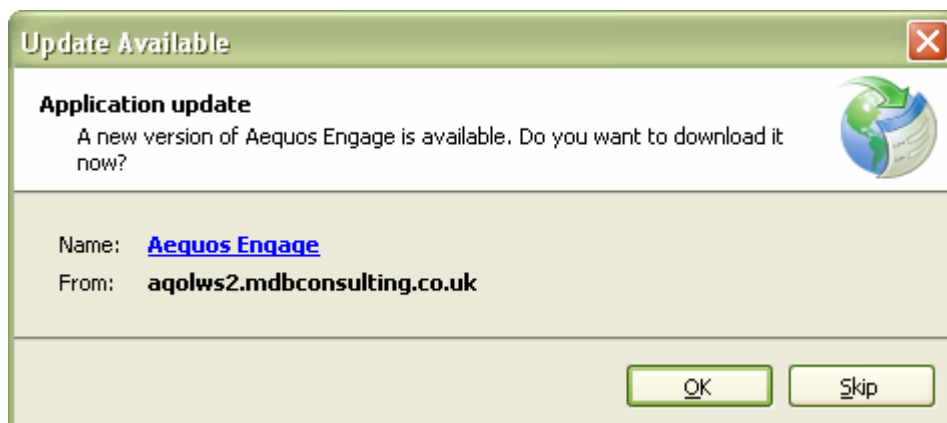 Update Available
Application update
A new version of Aequos Engage is available. Do you want to download it
now?
Name: Aequos Engage
From: aqolws2.mdbconsulting.co.uk
OK Skip